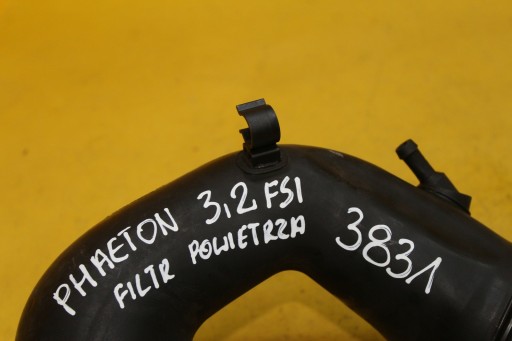 PHAETON 3,2 FSI
FILTR POWIETRZA
3831